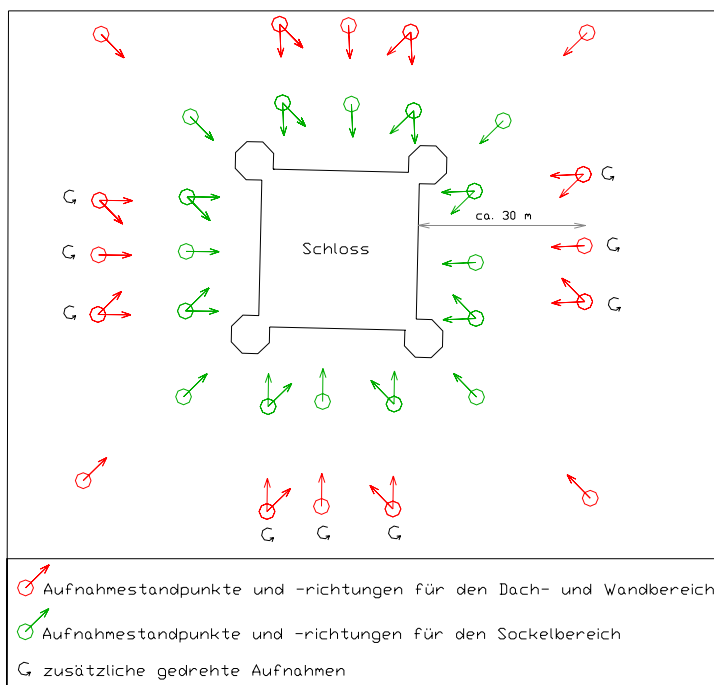 ca. 30 m
Schloss
Aufnahmestandpunkte und -richtungen für den Dach- und Wandbereich
Aufnahmestandpunkte und -richtungen für den Sockelbereich
zusätzliche gedrehte Aufnahmen